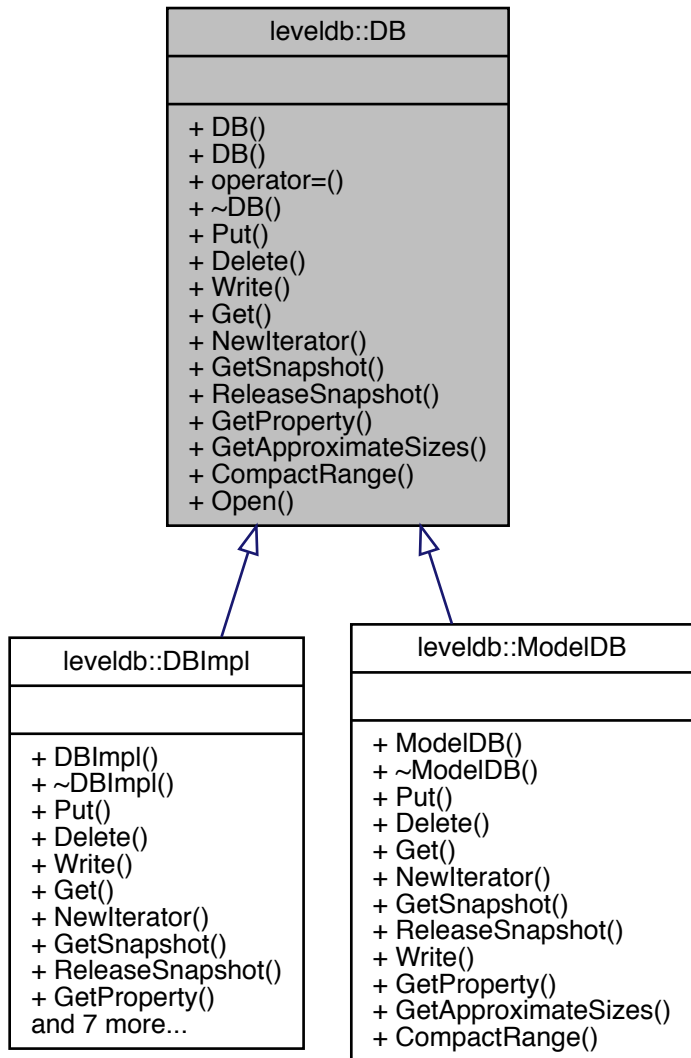 leveldb::DB
+ DB()
+ DB()
+ operator=()
+ ~DB()
+ Put()
+ Delete()
+ Write()
+ Get()
+ NewIterator()
+ GetSnapshot()
+ ReleaseSnapshot()
+ GetProperty()
+ GetApproximateSizes()
+ CompactRange()
+ Open()
leveldb::DBImpl
+ DBImpl()
+ ~DBImpl()
+ Put()
+ Delete()
+ Write()
+ Get()
+ NewIterator()
+ GetSnapshot()
+ ReleaseSnapshot()
+ GetProperty()
and 7 more...
leveldb::ModelDB
+ ModelDB()
+ ~ModelDB()
+ Put()
+ Delete()
+ Get()
+ NewIterator()
+ GetSnapshot()
+ ReleaseSnapshot()
+ Write()
+ GetProperty()
+ GetApproximateSizes()
+ CompactRange()